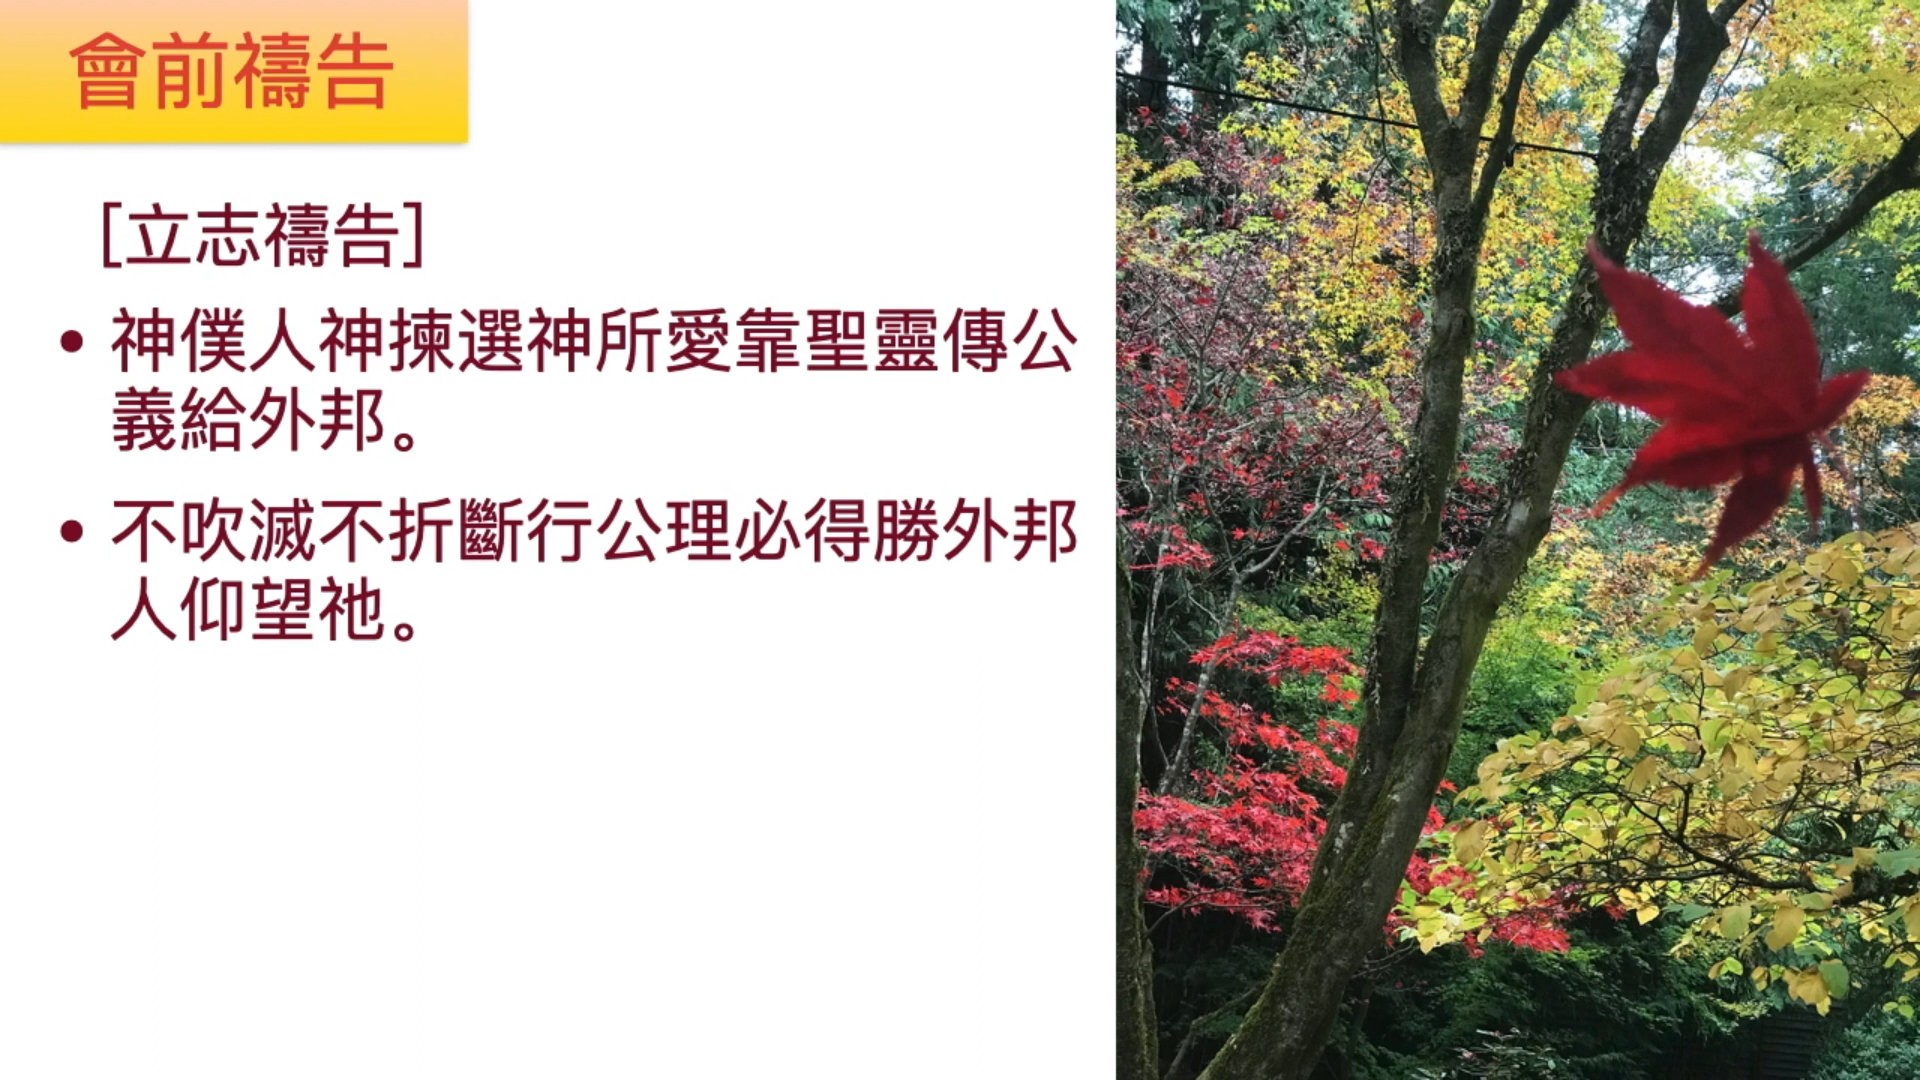 會前禱告
[立志禱告]
• 神僕人神揀選神所愛靠聖靈傳公
義給外邦。
• 不吹滅不折斷行公理必得勝外邦
人仰望祂。